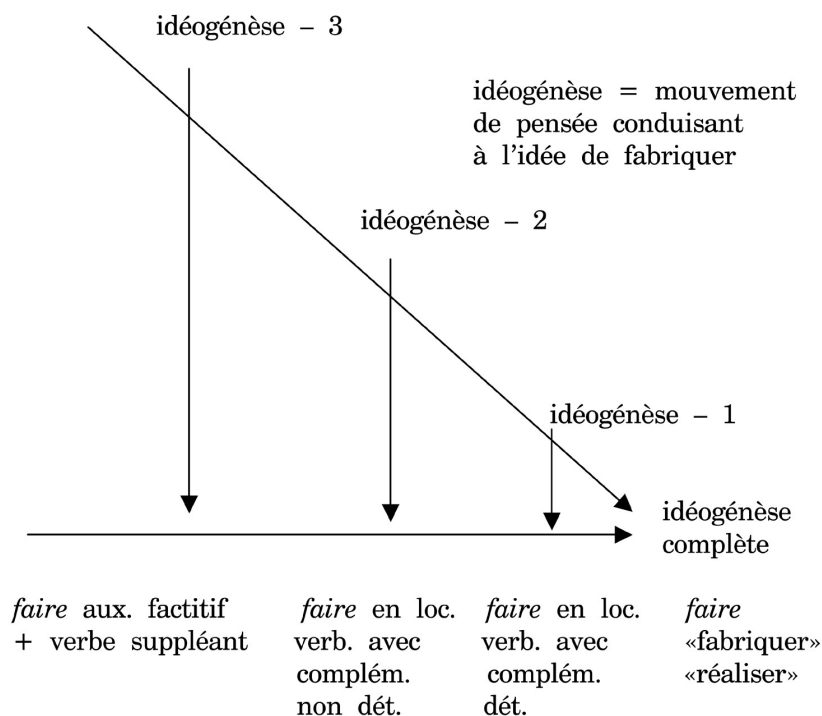 idéogénèse – 3
idéogénèse = mouvement
de pensée conduisant
à l’idée de fabriquer
idéogénèse – 2
idéogénèse – 1
idéogénèse
complète
faire aux. factitif
+ verbe suppléant
faire en loc.
verb. avec
complém.
non dét.
faire en loc.
verb. avec
complém.
dét.
faire
«fabriquer»
«réaliser»